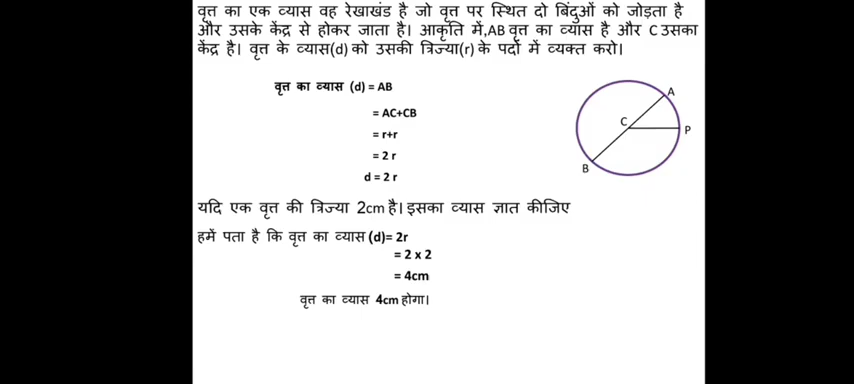 वृत्त का एक व्यास वह रेखाखंड है जो वृत्त पर स्थित दो बिंदुओं को जोड़ता है
और उसके केंद्र से होकर जाता है। आकृति में,AB वृत्त का व्यास है और C उसका
केंद्र है। वृत्त के व्यास(d) को उसकी त्रिज्या(r) के पदों में व्यक्त करो।
वृत्त का व्यास (d) = AB
= AC+CB
= r+r
= 2 r
d = 2 r
A
C
P
B
यदि एक वृत्त की त्रिज्या 2cm है। इसका व्यास ज्ञात कीजिए
हमें पता है कि वृत्त का व्यास (d)= 2r
= 2 x 2
= 4cm
वृत्त का व्यास 4cm होगा।